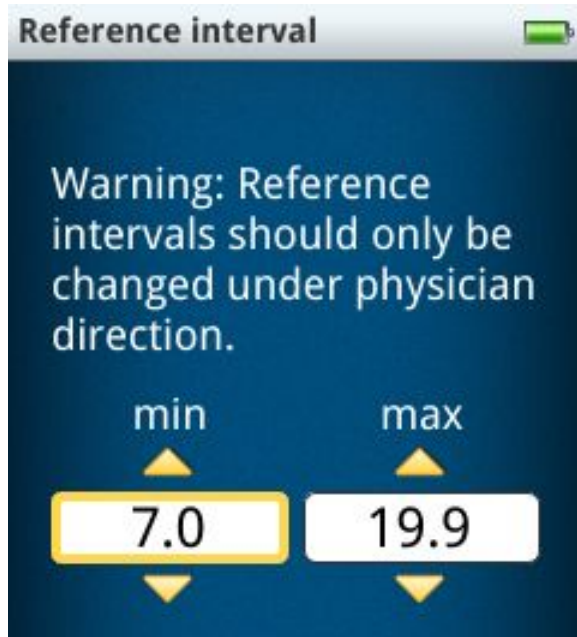 Reference interval
Warning: Reference
intervals should only be
changed under physician
direction.
min max
7.0 19.9